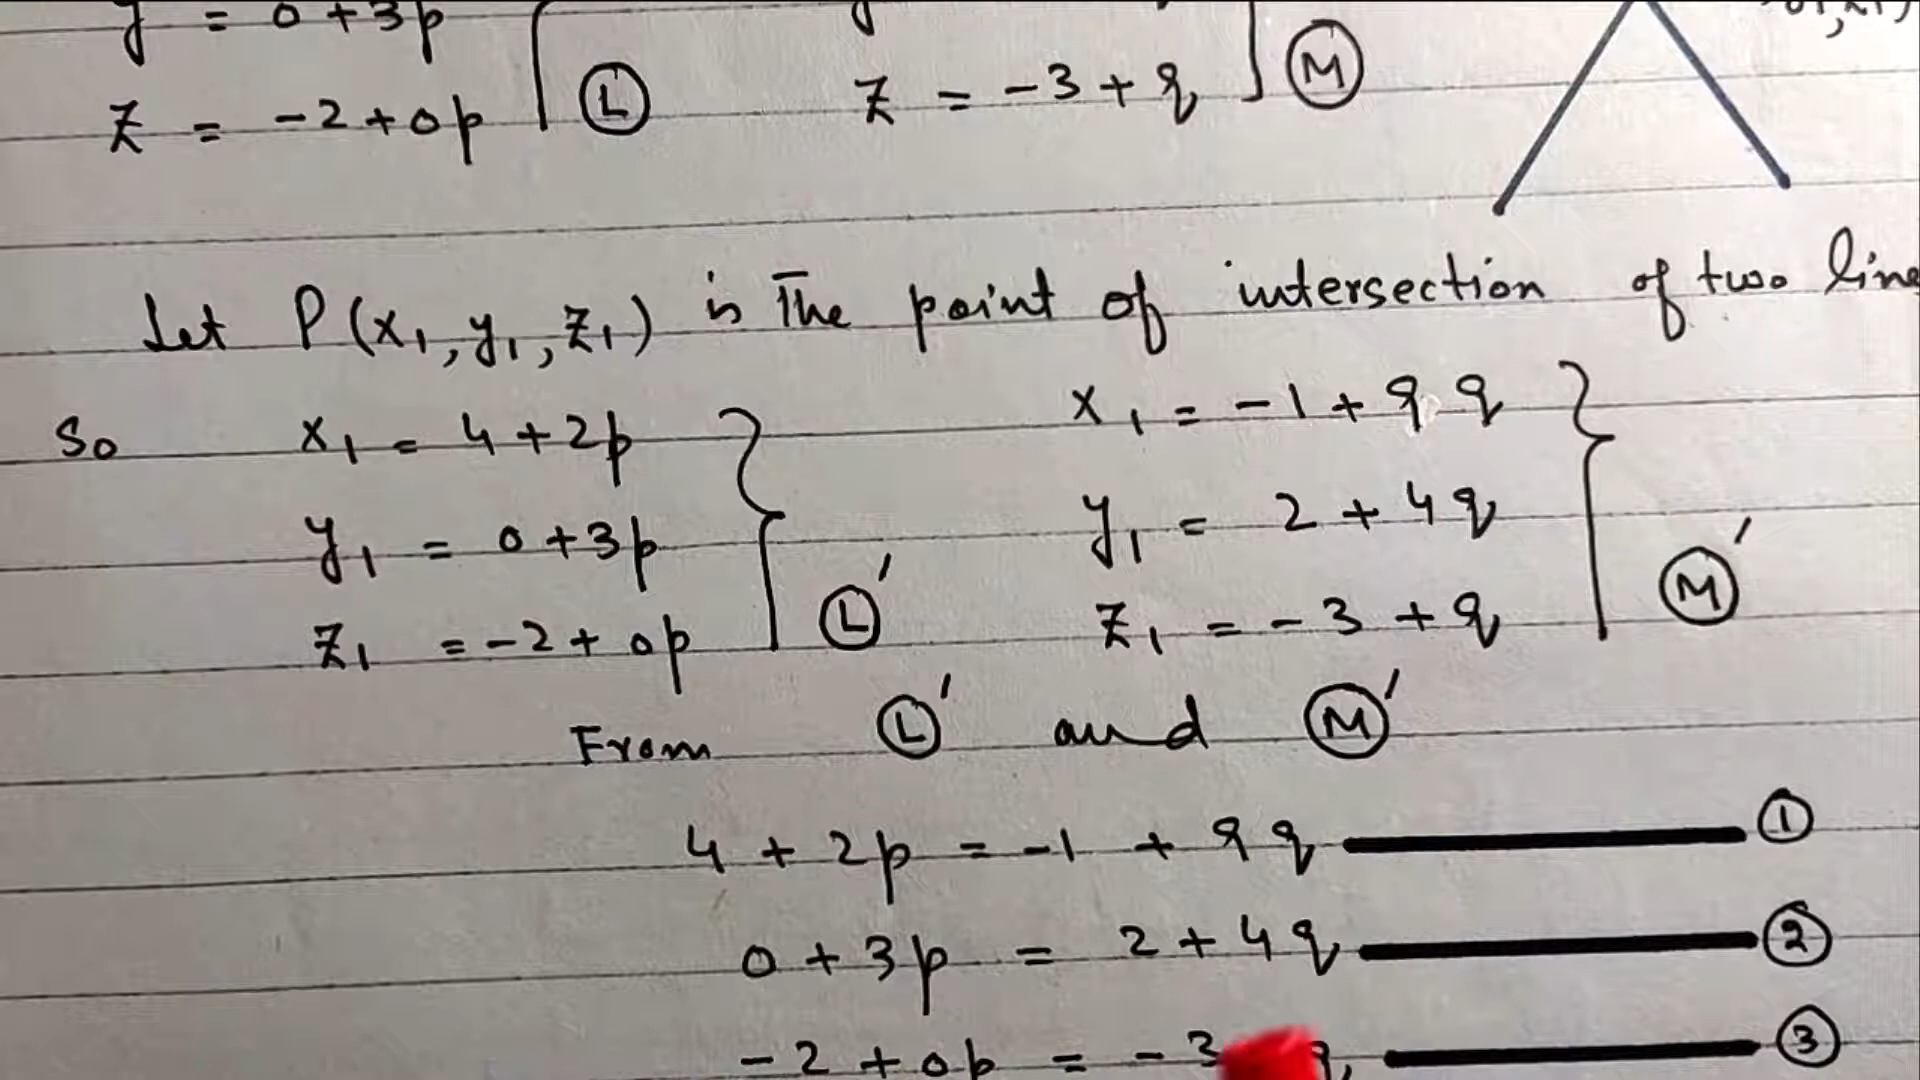 y = 0 + 3p
z = -2 + 0p (L)
z = -3 + q (M)
Let P(x₁, y₁, z₁) is The point of intersection of two line
So x₁ = 4 + 2p
y₁ = 0 + 3p
z₁ = -2 + 0p (L)'
x₁ = -1 + 9q
y₁ = 2 + 4q
z₁ = -3 + q (M)'
From (L)' and (M)'
4 + 2p = -1 + 9q (1)
0 + 3p = 2 + 4q (2)
-2 + 0p = -3 q (3)